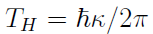 T_H = ℏκ/2π